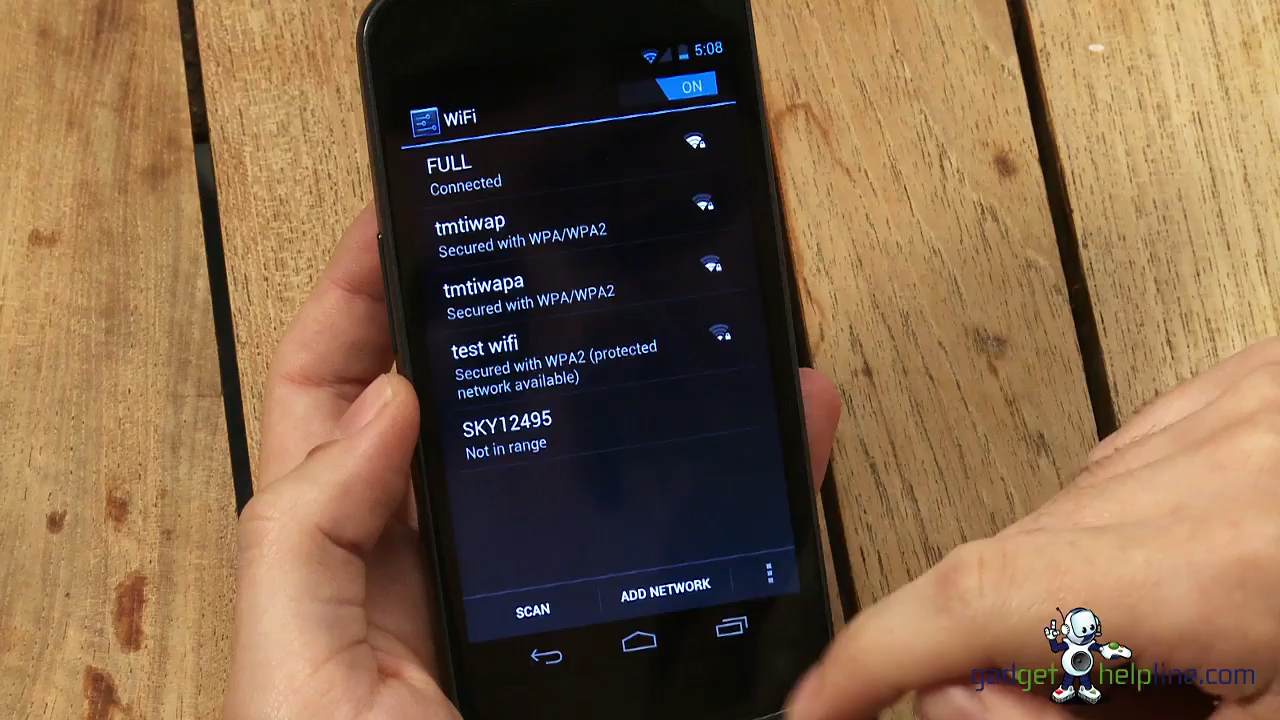 5:08
ON
WiFi
FULL
Connected
tmtiwap
Secured with WPA/WPA2
tmtiwapa
Secured with WPA/WPA2
test wifi
Secured with WPA2 (protected
network available)
SKY12495
Not in range
SCAN
ADD NETWORK
gadgethelpline.com